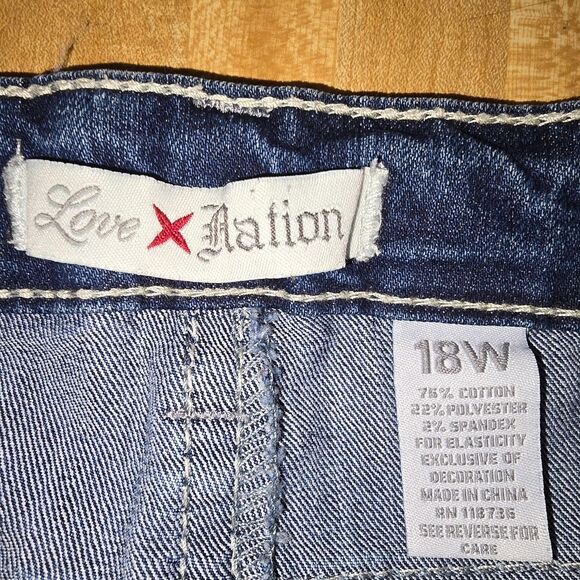 Love X Nation
18W
76% COTTON
22% POLYESTER
2% SPANDEX
FOR ELASTICITY
EXCLUSIVE OF
DECORATION
MADE IN CHINA
RN 118736
SEE REVERSE FOR
CARE